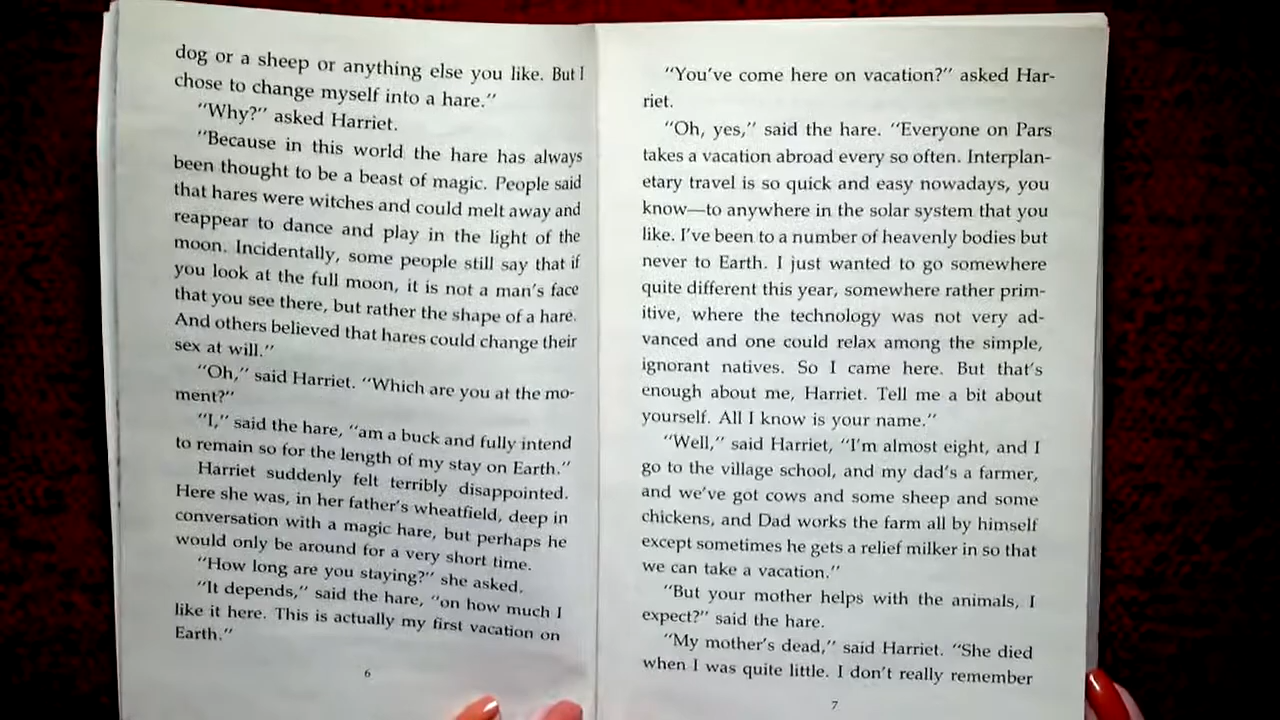 dog or a sheep or anything else you like. But I
chose to change myself into a hare.”
“Why?” asked Harriet.
“Because in this world the hare has always
been thought to be a beast of magic. People said
that hares were witches and could melt away and
reappear to dance and play in the light of the
moon. Incidentally, some people still say that if
you look at the full moon, it is not a man’s face
that you see there, but rather the shape of a hare.
And others believed that hares could change their
sex at will.”
“Oh,” said Harriet. “Which are you at the mo-
ment?”
“I,” said the hare, “am a buck and fully intend
to remain so for the length of my stay on Earth.”
Harriet suddenly felt terribly disappointed.
Here she was, in her father’s wheatfield, deep in
conversation with a magic hare, but perhaps he
would only be around for a very short time.
“How long are you staying?” she asked.
“It depends,” said the hare, “on how much I
like it here. This is actually my first vacation on
Earth.”
6
“You’ve come here on vacation?” asked Har-
riet.
“Oh, yes,” said the hare. “Everyone on Pars
takes a vacation abroad every so often. Interplan-
etary travel is so quick and easy nowadays, you
know—to anywhere in the solar system that you
like. I’ve been to a number of heavenly bodies but
never to Earth. I just wanted to go somewhere
quite different this year, somewhere rather prim-
itive, where the technology was not very ad-
vanced and one could relax among the simple,
ignorant natives. So I came here. But that’s
enough about me, Harriet. Tell me a bit about
yourself. All I know is your name.”
“Well,” said Harriet, “I’m almost eight, and I
go to the village school, and my dad’s a farmer,
and we’ve got cows and some sheep and some
chickens, and Dad works the farm all by himself
except sometimes he gets a relief milker in so that
we can take a vacation.”
“But your mother helps with the animals, I
expect?” said the hare.
“My mother’s dead,” said Harriet. “She died
when I was quite little. I don’t really remember
7